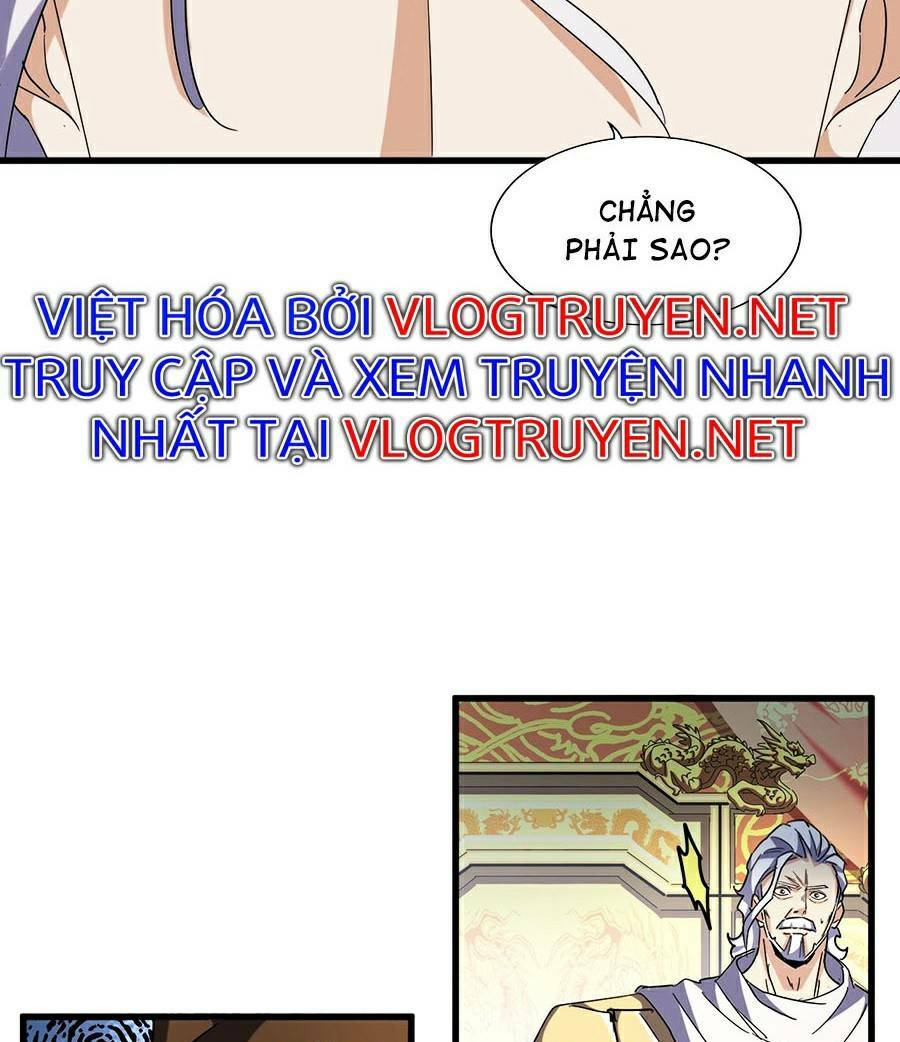 CHẲNG
PHẢI SAO?
VIỆT HÓA BỞI VLOGTRUYEN.NET
TRUY CẬP VÀ XEM TRUYỆN NHANH
NHẤT TẠI VLOGTRUYEN.NET